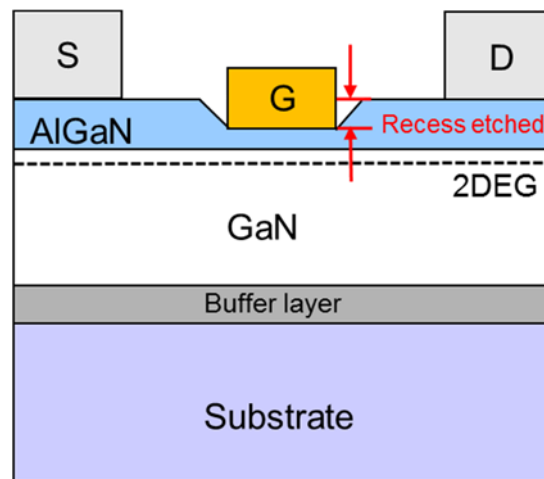 S
D
G
AlGaN
Recess etched
2DEG
GaN
Buffer layer
Substrate